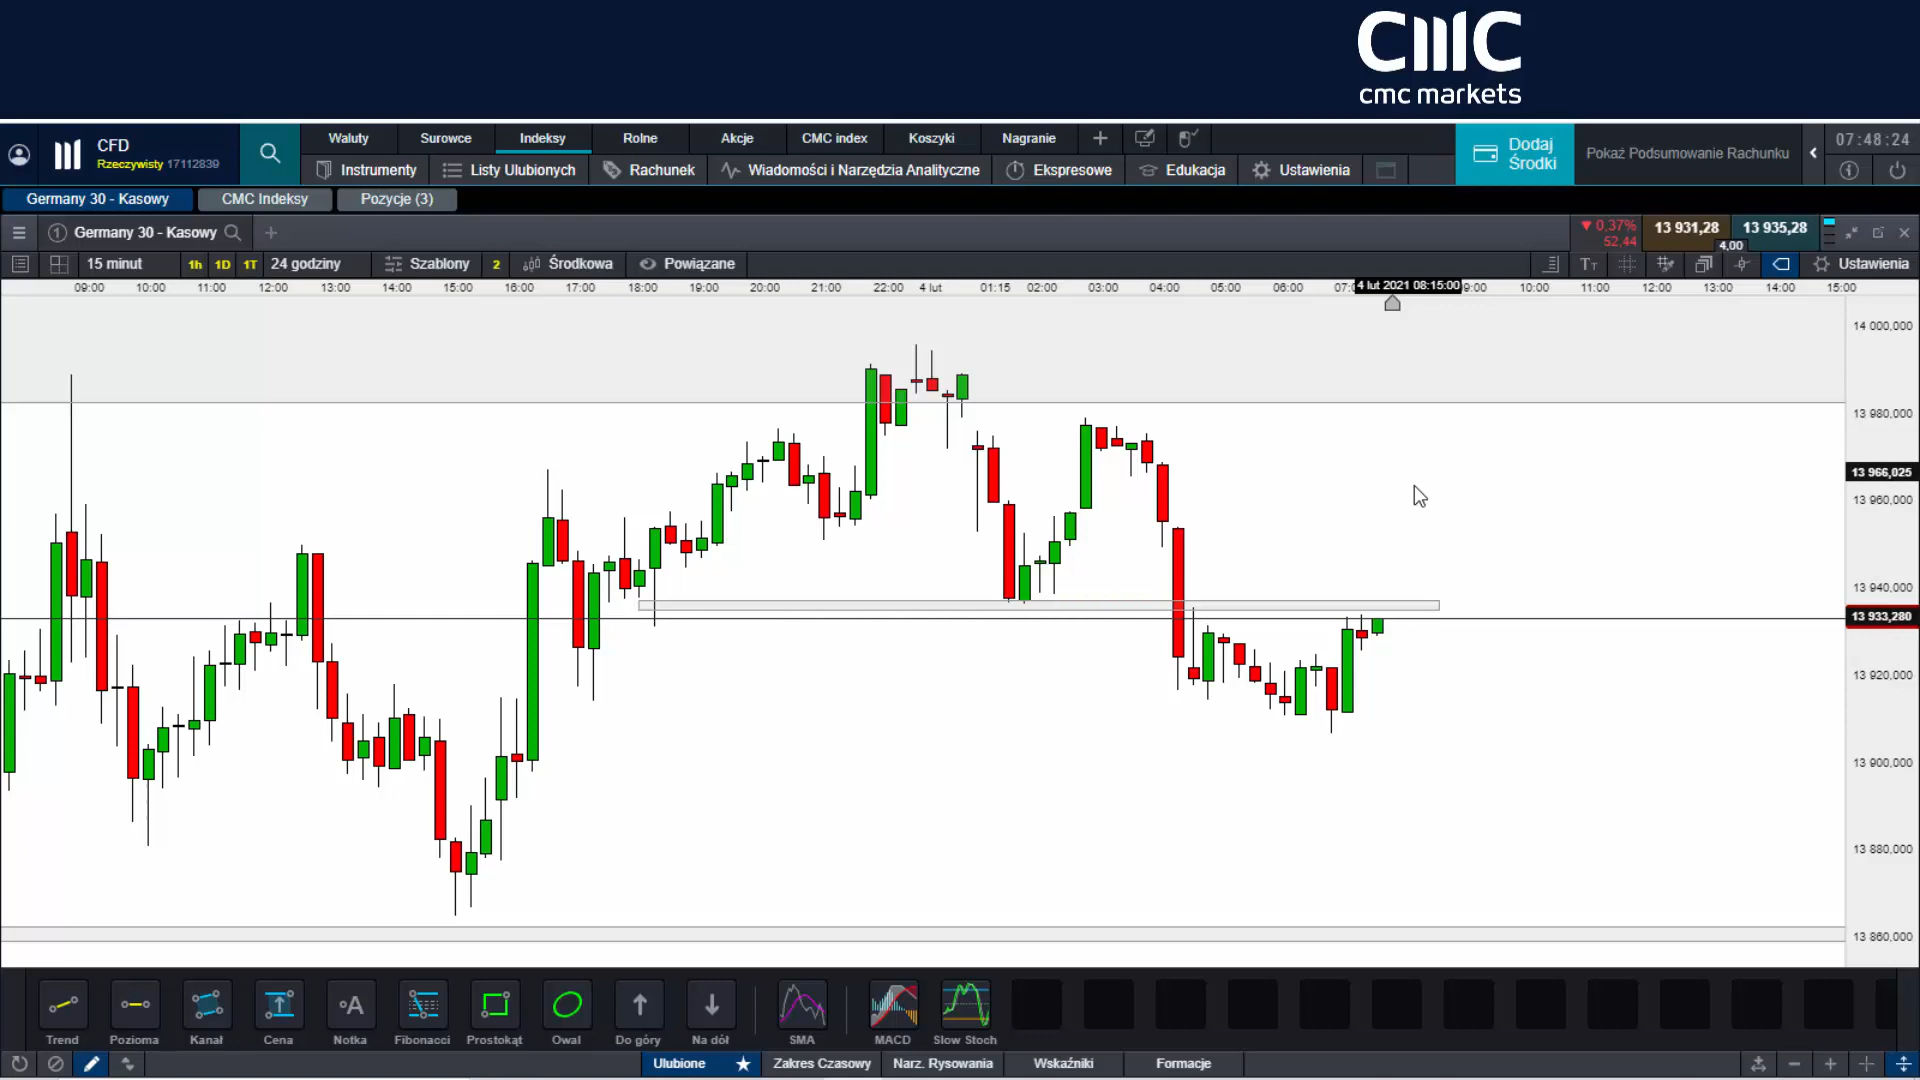 CMC
cmc markets
CFD
Rzeczywisty 17112839
Waluty Surowce Indeksy Rolne Akcje CMC index Koszyki Nagranie
Instrumenty Listy Ulubionych Rachunek Wiadomości i Narzędzia Analityczne Ekspresowe Edukacja Ustawienia
Dodaj Środki
Pokaż Podsumowanie Rachunku
07:48:24
Germany 30 - Kasowy CMC Indeksy Pozycje (3)
1 Germany 30 - Kasowy
▼ 0,37%
52,44
13 931,28 13 935,28
4,00
15 minut 1h 1D 1T 24 godziny Szablony 2 Środkowa Powiązane Ustawienia
09:00 10:00 11:00 12:00 13:00 14:00 15:00 16:00 17:00 18:00 19:00 20:00 21:00 22:00 4 lut 01:15 02:00 03:00 04:00 05:00 06:00 07:0 4 lut 2021 08:15:00 9:00 10:00 11:00 12:00 13:00 14:00 15:00
14 000,000
13 980,000
13 966,025
13 960,000
13 940,000
13 933,280
13 920,000
13 900,000
13 880,000
13 860,000
Trend Pozioma Kanał Cena Notka Fibonacci Prostokąt Owal Do góry Na dół SMA MACD Slow Stoch
Ulubione Zakres Czasowy Narz. Rysowania Wskaźniki Formacje